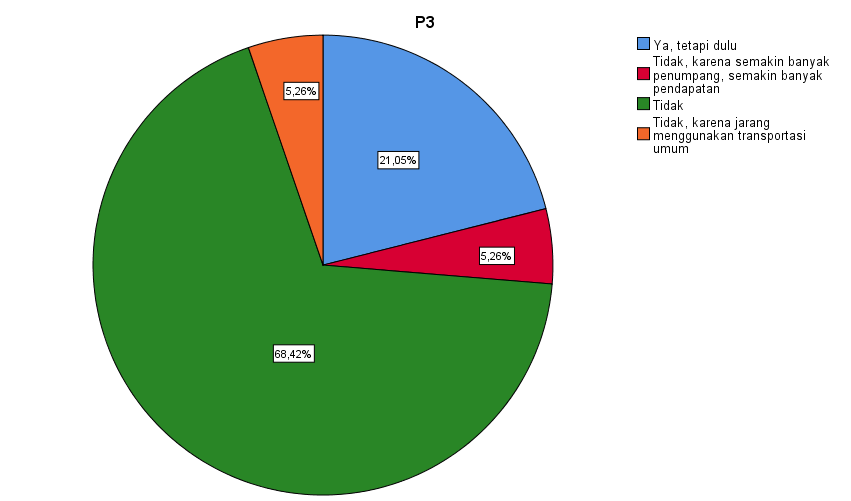 P3
Ya, tetapi dulu
Tidak, karena semakin banyak
penumpang, semakin banyak
pendapatan
Tidak
Tidak, karena jarang
menggunakan transportasi
umum
5,26%
21,05%
5,26%
68,42%